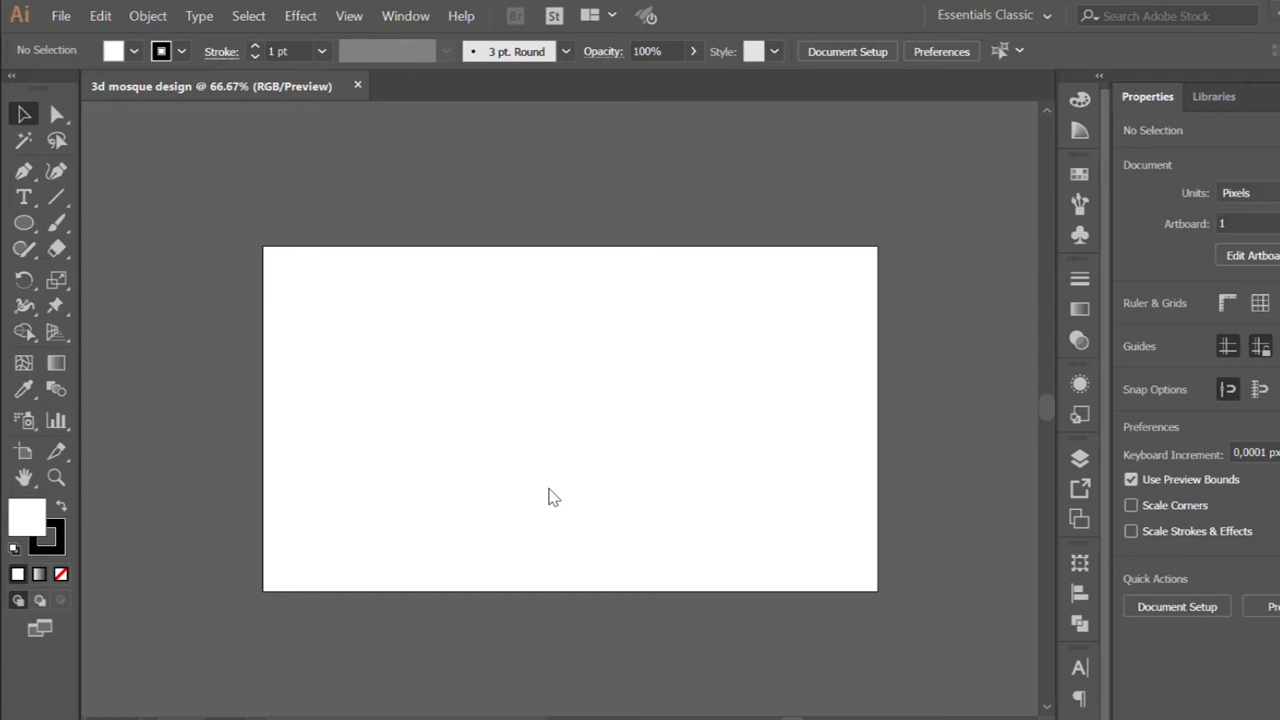 Ai File Edit Object Type Select Effect View Window Help Br St Essentials Classic Search Adobe Stock
No Selection Stroke: 1 pt 3 pt. Round Opacity: 100% Style: Document Setup Preferences
3d mosque design @ 66.67% (RGB/Preview)
Properties Libraries
No Selection
Document
Units: Pixels
Artboard: 1
Edit Artboa
Ruler & Grids
Guides
Snap Options
Preferences
Keyboard Increment: 0,0001 px
Use Preview Bounds
Scale Corners
Scale Strokes & Effects
Quick Actions
Document Setup Pr